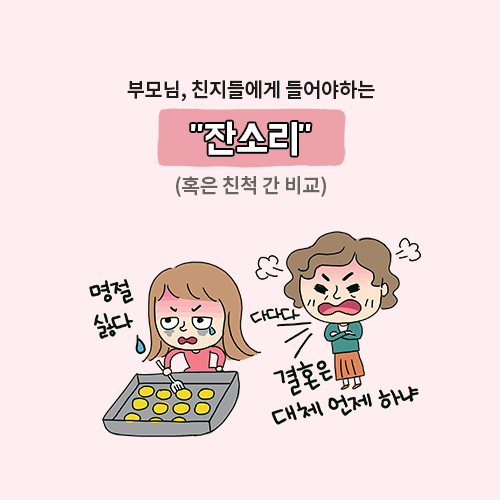 부모님, 친지들에게 들어야하는
"잔소리"
(혹은 친척 간 비교)
명절
싫다
다다다
결혼은
대체 언제 하냐